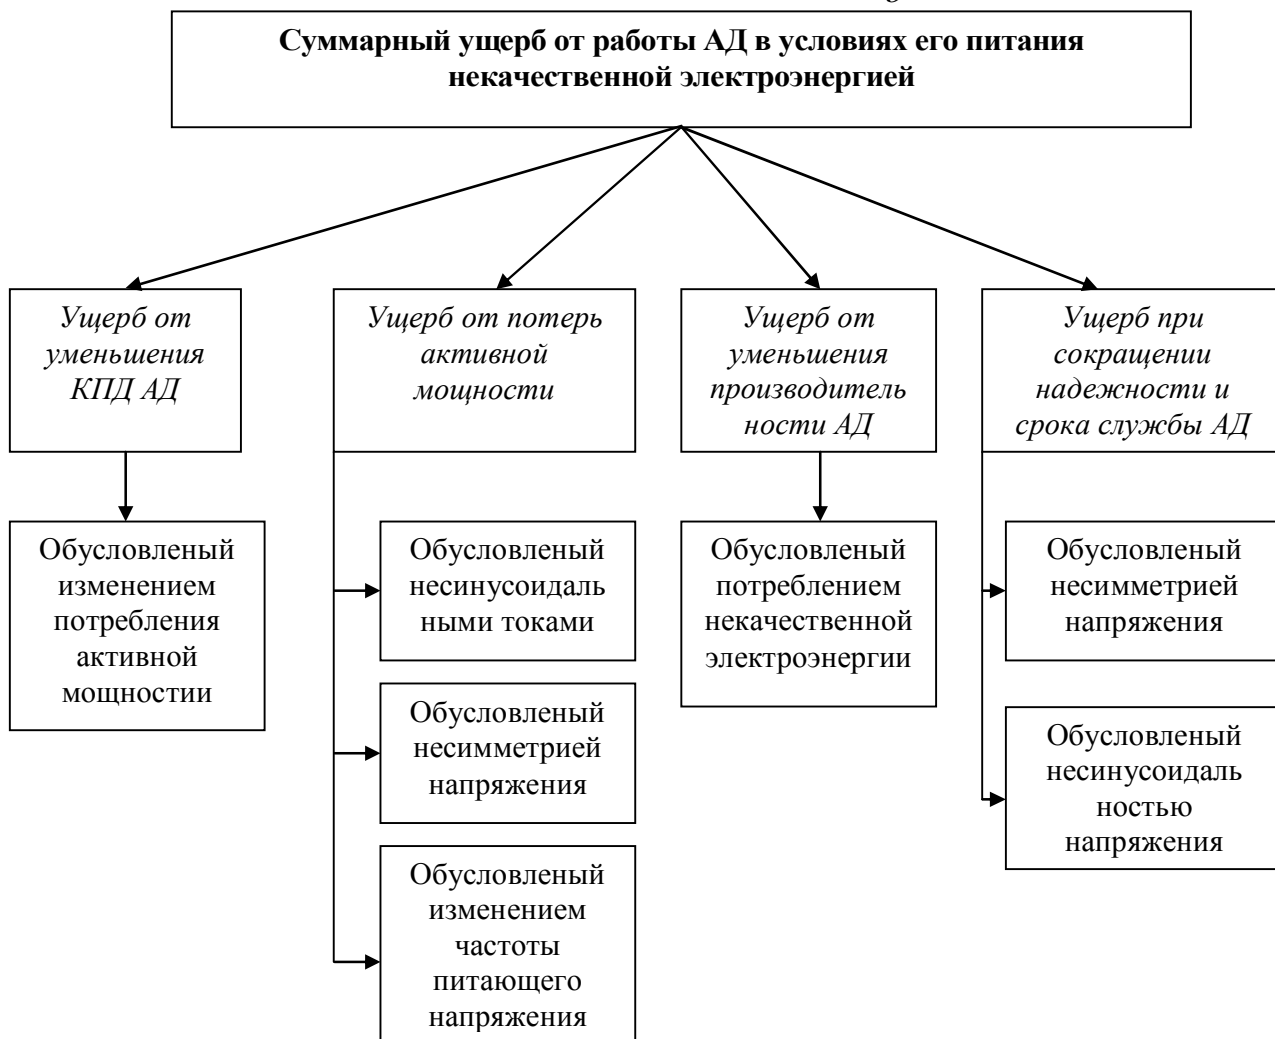 Суммарный ущерб от работы АД в условиях его питания
некачественной электроэнергией
Ущерб от
уменьшения
КПД АД
Ущерб от потерь
активной
мощности
Ущерб от
уменьшения
производитель
ности АД
Ущерб при
сокращении
надежности и
срока службы АД
Обусловленый
изменением
потребления
активной
мощностии
Обусловленый
несинусоидаль
ными токами
Обусловленый
несимметрией
напряжения
Обусловленый
изменением
частоты
питающего
напряжения
Обусловленый
потреблением
некачественной
электроэнергии
Обусловленый
несимметрией
напряжения
Обусловленый
несинусоидаль
ностью
напряжения